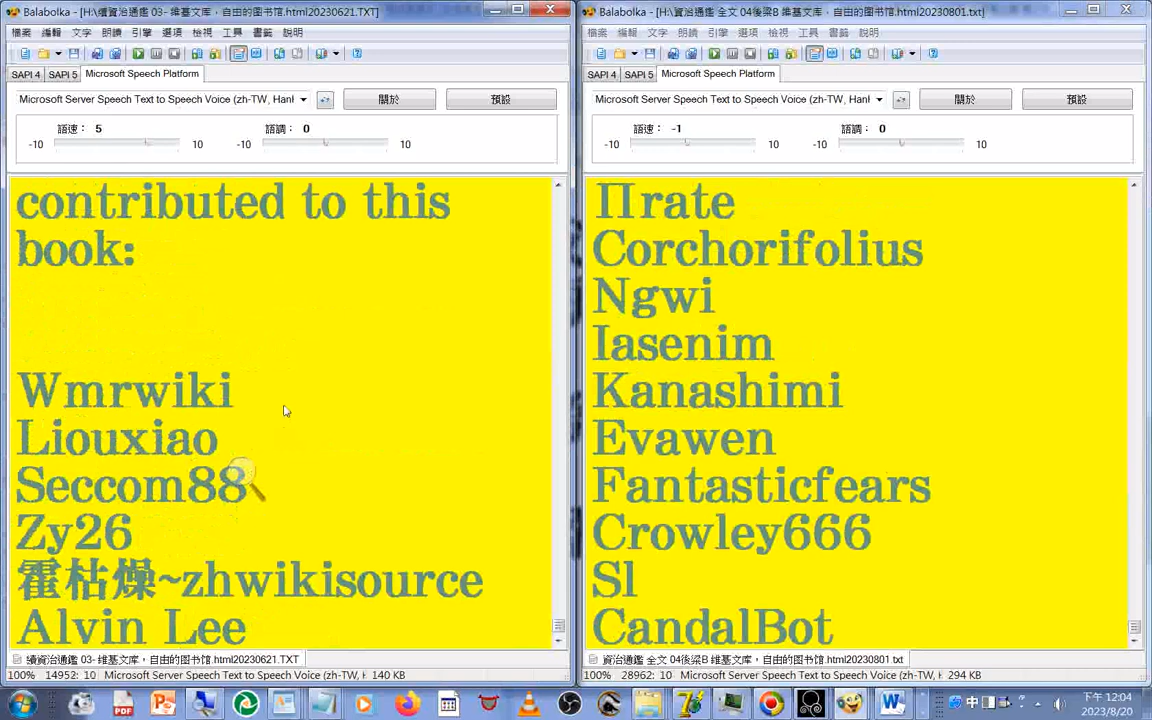 Balabolka - [H:\續資治通鑑 03- 維基文庫，自由的图书馆.html20230621.TXT]
檔案 編輯 文字 朗讀 引擎 選項 檢視 工具 書籤 說明
SAPI 4 SAPI 5 Microsoft Speech Platform
Microsoft Server Speech Text to Speech Voice (zh-TW, HanH
關於
預設
語速： 5
語調： 0
-10 10 -10 10
contributed to this
book:
Wmrwiki
Liouxiao
Seccom88
Zy26
霍枯燥~zhwikisource
Alvin Lee
續資治通鑑 03- 維基文库，自由的图书馆.html20230621.TXT
100% 14952: 10 Microsoft Server Speech Text to Speech Voice (zh-TW, H 140 KB
Balabolka - [H:\資治通鑑 全文 04後梁B 維基文库，自由的图书馆.html20230801.txt]
檔案 編輯 文字 朗讀 引擎 選項 檢視 工具 書籤 說明
SAPI 4 SAPI 5 Microsoft Speech Platform
Microsoft Server Speech Text to Speech Voice (zh-TW, HanH
關於
預設
語速： -1
語調： 0
-10 10 -10 10
Πrate
Corchorifolius
Ngwi
Iasenim
Kanashimi
Evawen
Fantasticfears
Crowley666
Sl
CandalBot
資治通鑑 全文 04後梁B 維基文库，自由的图书馆.html20230801.txt
100% 28962: 10 Microsoft Server Speech Text to Speech Voice (zh-TW, H 294 KB
PDF
中
下午 12:04
2023/8/20